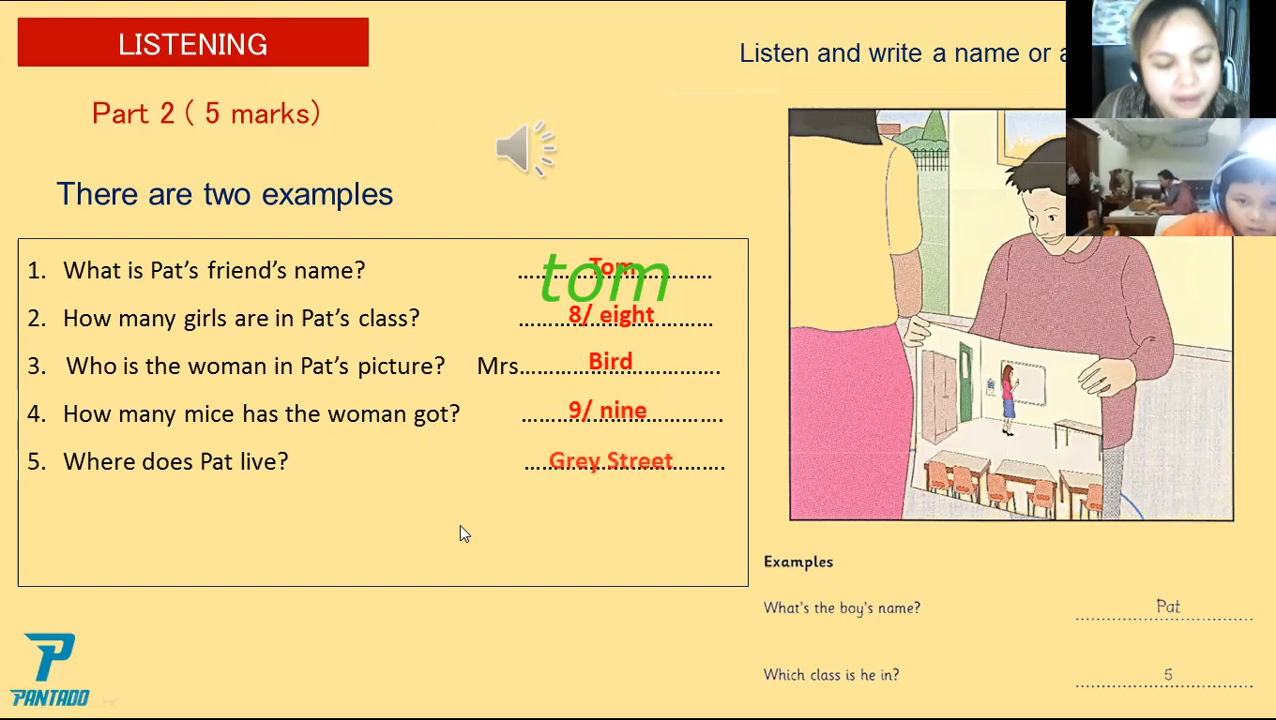 LISTENING
Listen and write a name or a
Part 2 ( 5 marks)
There are two examples
1. What is Pat’s friend’s name? ....................................... Tom
tom
2. How many girls are in Pat’s class? ....................................... 8/ eight
3. Who is the woman in Pat’s picture? Mrs....................................... Bird
4. How many mice has the woman got? ....................................... 9/ nine
5. Where does Pat live? ....................................... Grey Street
Examples
What’s the boy’s name? ....................................... Pat
Which class is he in? ....................................... 5
PANTADO